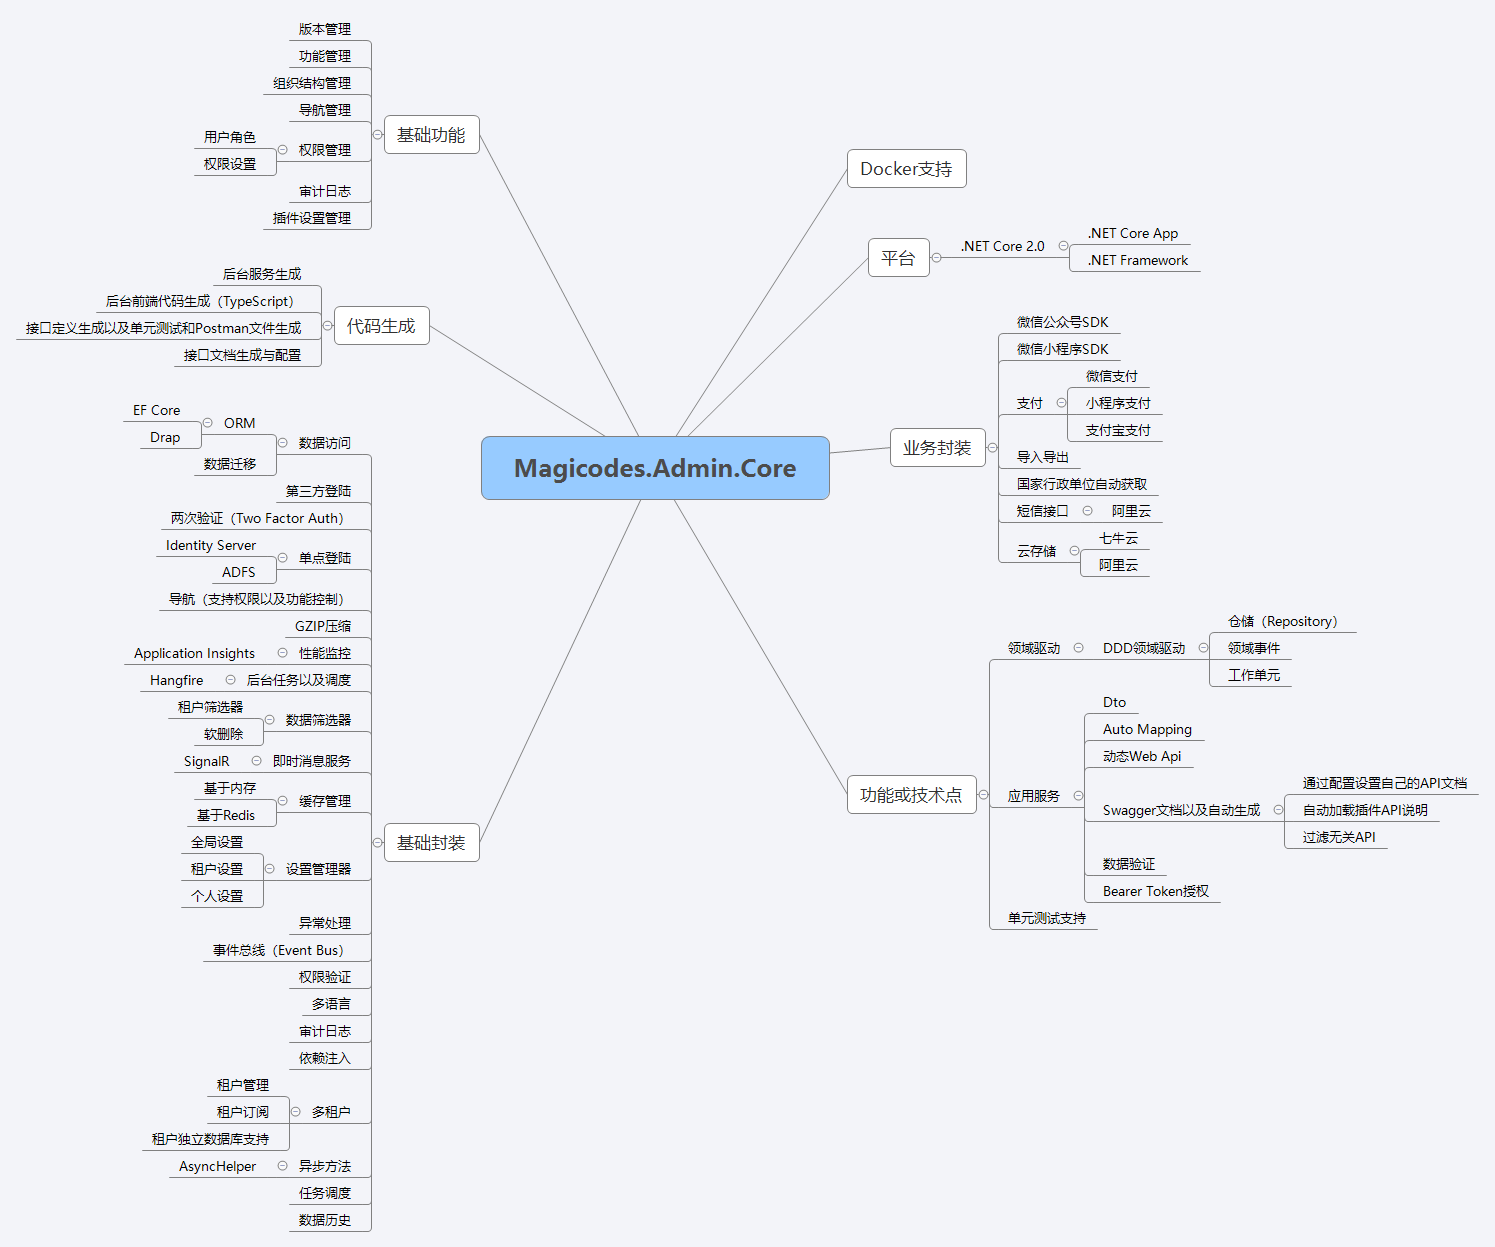 Magicodes.Admin.Core
基础功能
版本管理
功能管理
组织结构管理
导航管理
权限管理
用户角色
权限设置
审计日志
插件设置管理
代码生成
后台服务生成
后台前端代码生成（TypeScript）
接口定义生成以及单元测试和Postman文件生成
接口文档生成与配置
基础封装
数据访问
ORM
EF Core
Drap
数据迁移
第三方登陆
两次验证（Two Factor Auth）
单点登陆
Identity Server
ADFS
导航（支持权限以及功能控制）
GZIP压缩
性能监控
Application Insights
后台任务以及调度
Hangfire
数据筛选器
租户筛选器
软删除
即时消息服务
SignalR
缓存管理
基于内存
基于Redis
设置管理器
全局设置
租户设置
个人设置
异常处理
事件总线（Event Bus）
权限验证
多语言
审计日志
依赖注入
多租户
租户管理
租户订阅
租户独立数据库支持
异步方法
AsyncHelper
任务调度
数据历史
Docker支持
平台
.NET Core 2.0
.NET Core App
.NET Framework
业务封装
微信公众号SDK
微信小程序SDK
支付
微信支付
小程序支付
支付宝支付
导入导出
国家行政单位自动获取
短信接口
阿里云
云存储
七牛云
阿里云
功能或技术点
领域驱动
DDD领域驱动
仓储（Repository）
领域事件
工作单元
应用服务
Dto
Auto Mapping
动态Web Api
Swagger文档以及自动生成
通过配置设置自己的API文档
自动加载插件API说明
过滤无关API
数据验证
Bearer Token授权
单元测试支持